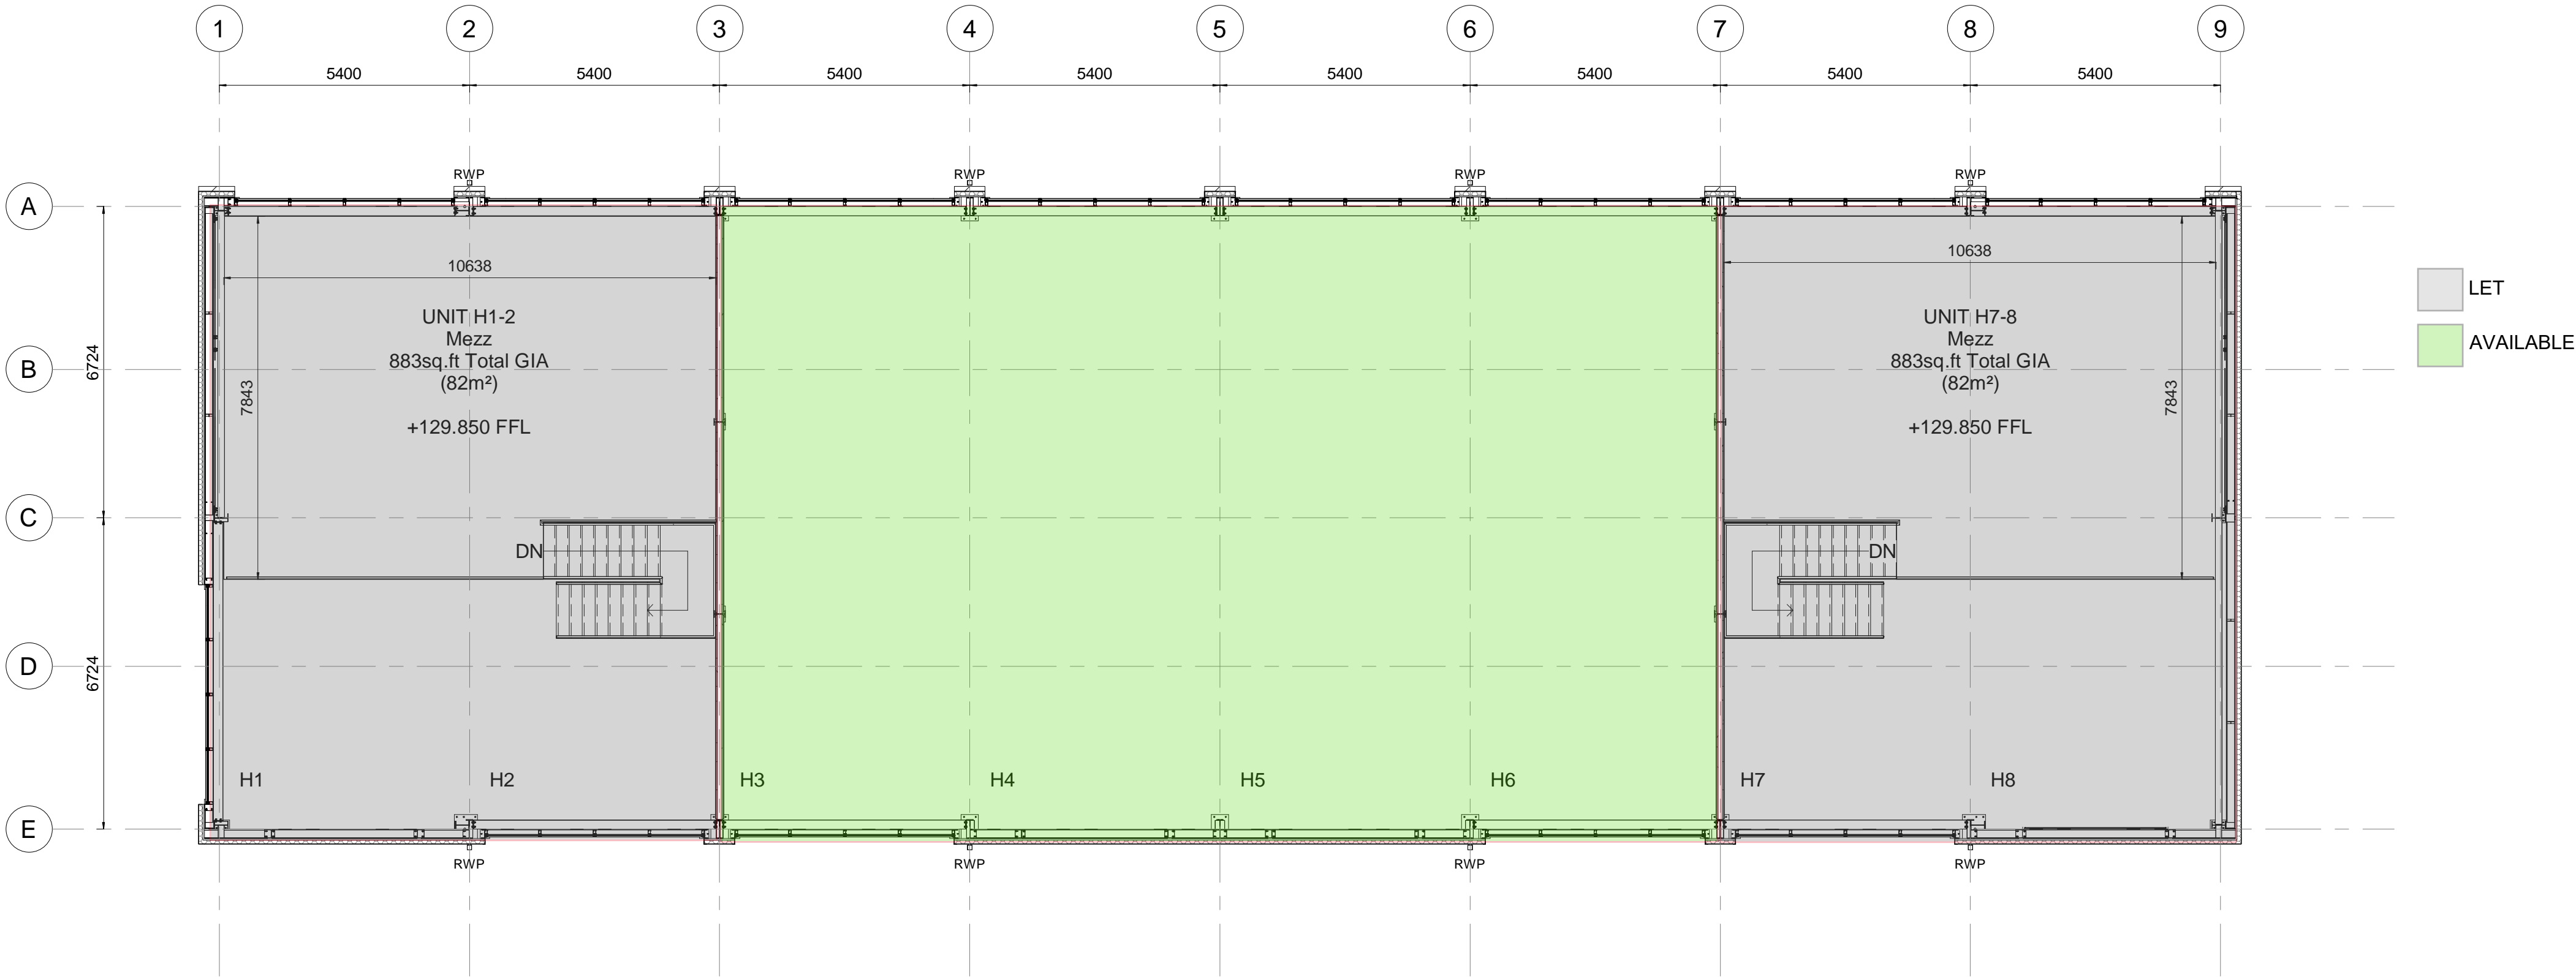 1 2 3 4 5 6 7 8 9
5400 5400 5400 5400 5400 5400 5400 5400
RWP RWP RWP RWP
A
10638 10638
LET
AVAILABLE
UNIT H1-2
Mezz
883sq.ft Total GIA
(82m²)
+129.850 FFL
UNIT H7-8
Mezz
883sq.ft Total GIA
(82m²)
+129.850 FFL
B
6724
7843 7843
C
DN DN
D
6724
H1 H2 H3 H4 H5 H6 H7 H8
E
RWP RWP RWP RWP